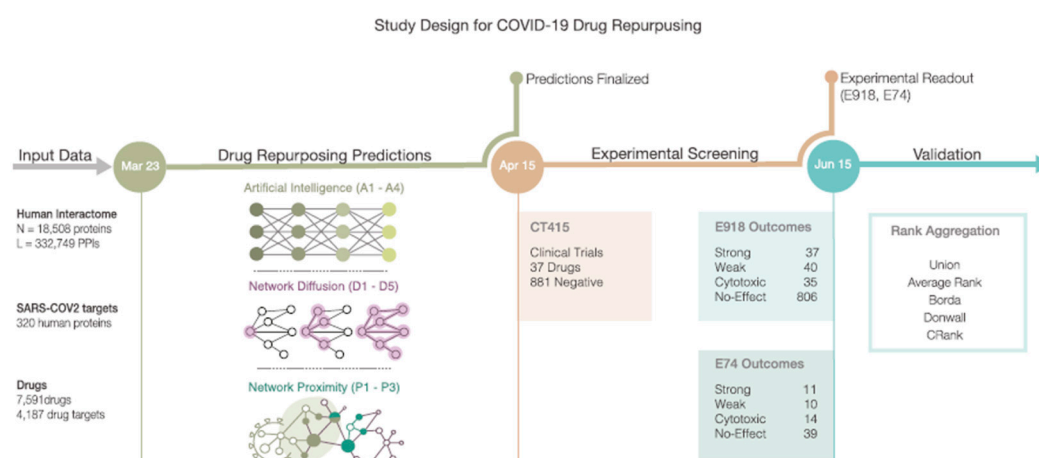 Study Design for COVID-19 Drug Repurpusing
Predictions Finalized
Experimental Readout
(E918, E74)
Input Data
Mar 23
Drug Repurposing Predictions
Apr 15
Experimental Screening
Jun 15
Validation
Human Interactome
N = 18,508 proteins
L = 332,749 PPIs
SARS-COV2 targets
320 human proteins
Drugs
7,591drugs
4,187 drug targets
Artificial Intelligence (A1 - A4)
Network Diffusion (D1 - D5)
Network Proximity (P1 - P3)
CT415
Clinical Trials
37 Drugs
881 Negative
E918 Outcomes
Strong 37
Weak 40
Cytotoxic 35
No-Effect 806
E74 Outcomes
Strong 11
Weak 10
Cytotoxic 14
No-Effect 39
Rank Aggregation
Union
Average Rank
Borda
Donwall
CRank